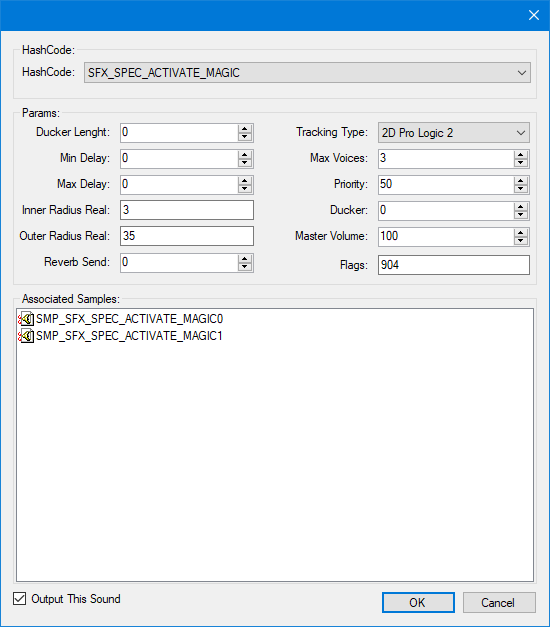 HashCode:
HashCode: SFX_SPEC_ACTIVATE_MAGIC
Params:
Ducker Lenght: 0
Tracking Type: 2D Pro Logic 2
Min Delay: 0
Max Voices: 3
Max Delay: 0
Priority: 50
Inner Radius Real: 3
Ducker: 0
Outer Radius Real: 35
Master Volume: 100
Reverb Send: 0
Flags: 904
Associated Samples:
SMP_SFX_SPEC_ACTIVATE_MAGIC0
SMP_SFX_SPEC_ACTIVATE_MAGIC1
Output This Sound
OK
Cancel